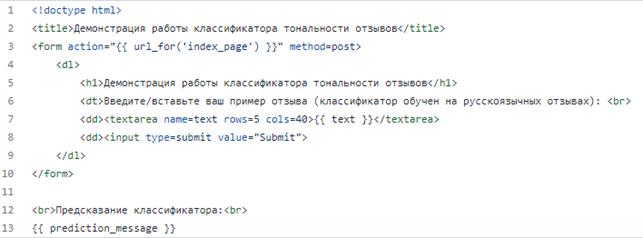 1 <!doctype html>
2 <title>Демонстрация работы классификатора тональности отзывов</title>
3 <form action="{{ url_for('index_page') }}" method=post>
4     <dl>
5         <h1>Демонстрация работы классификатора тональности отзывов</h1>
6         <dt>Введите/вставьте ваш пример отзыва (классификатор обучен на русскоязычных отзывах): <br>
7         <dd><textarea name=text rows=5 cols=40>{{ text }}</textarea>
8         <dd><input type=submit value="Submit">
9     </dl>
10 </form>
11
12 <br>Предсказание классификатора:<br>
13 {{ prediction_message }}